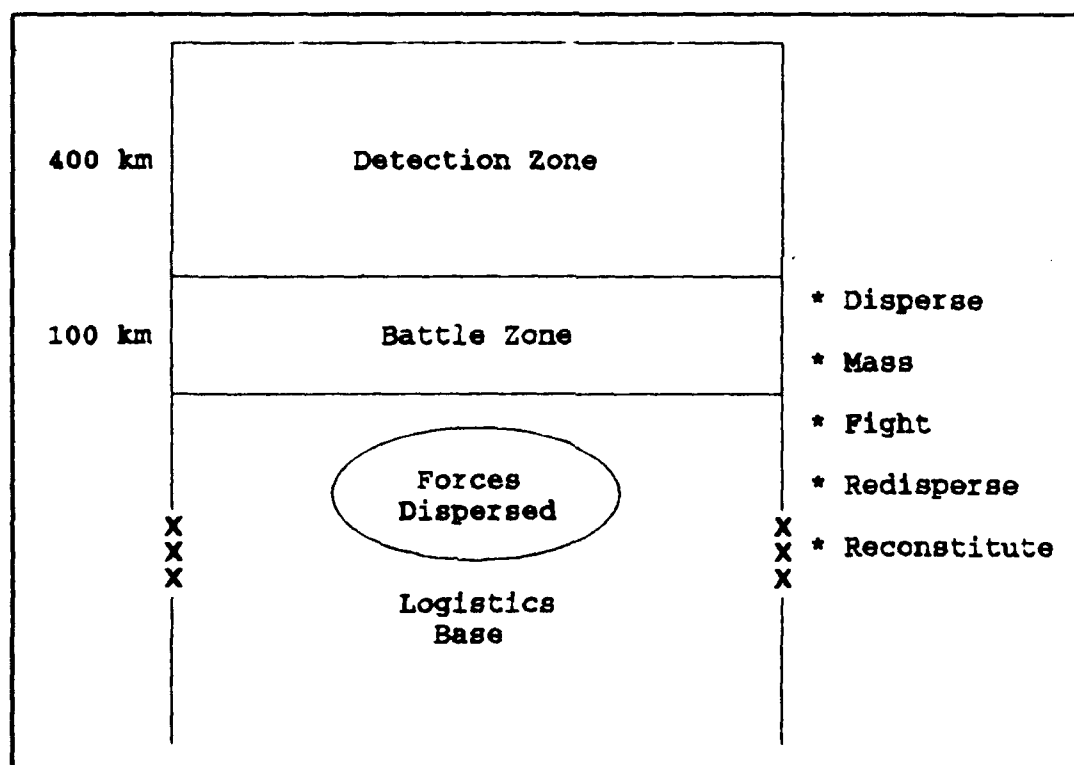 400 km
Detection Zone
100 km
Battle Zone
* Disperse
* Mass
* Fight
* Redisperse
* Reconstitute
Forces
Dispersed
X
X
X
X
X
X
Logistics
Base